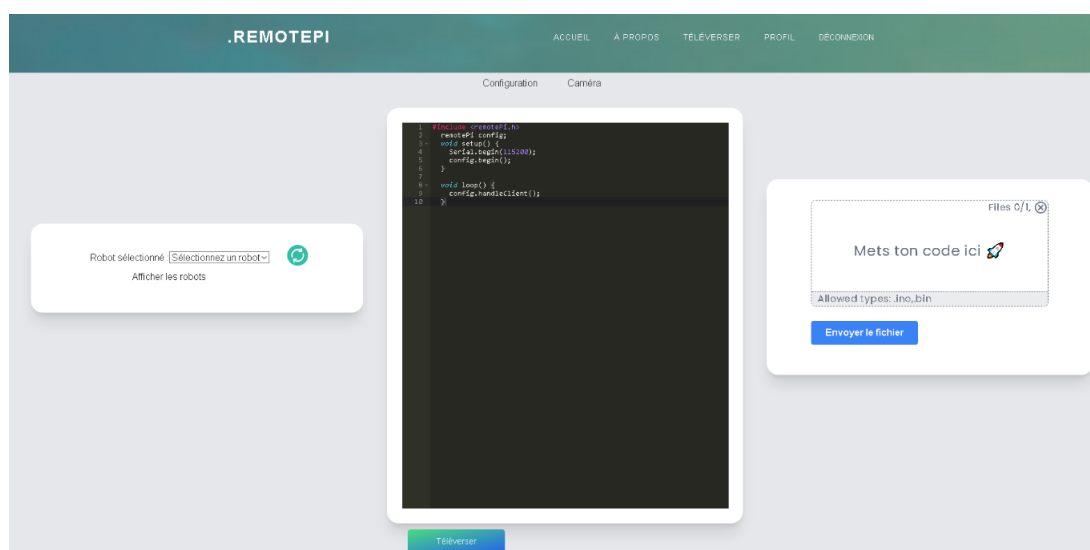 .REMOTEPI
ACCUEIL À PROPOS TÉLÉVERSER PROFIL DÉCONNEXION
Configuration Caméra
Robot sélectionné : Sélectionnez un robot
Afficher les robots
1 #include <remotePi.h>
2 remotePi config;
3 void setup() {
4 Serial.begin(115200);
5 config.begin();
6 }
7
8 void loop() {
9 config.handleClient();
10 }
Téléverser
Files 0/1,
Mets ton code ici 🚀
Allowed types: .ino,.bin
Envoyer le fichier